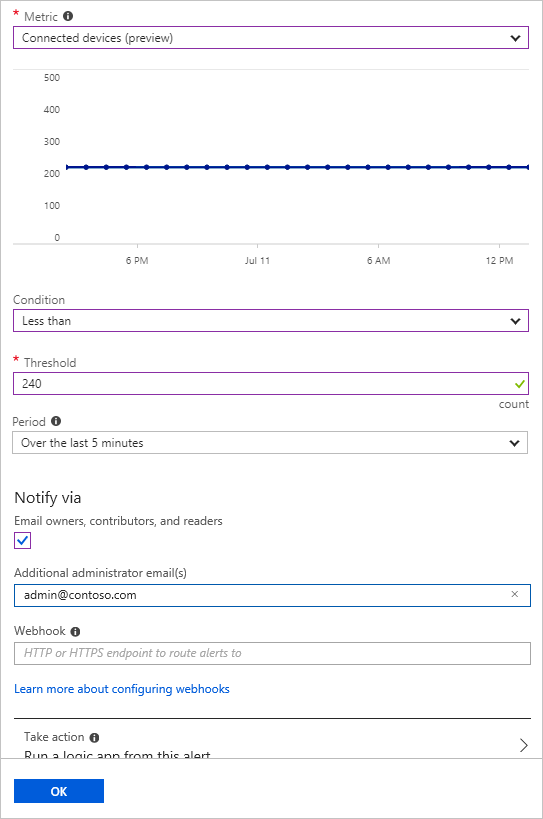 * Metric
Connected devices (preview)
500
400
300
200
100
0
6 PM Jul 11 6 AM 12 PM
Condition
Less than
* Threshold
240
count
Period
Over the last 5 minutes
Notify via
Email owners, contributors, and readers
Additional administrator email(s)
admin@contoso.com
Webhook
HTTP or HTTPS endpoint to route alerts to
Learn more about configuring webhooks
Take action
Run a logic app from this alert
OK